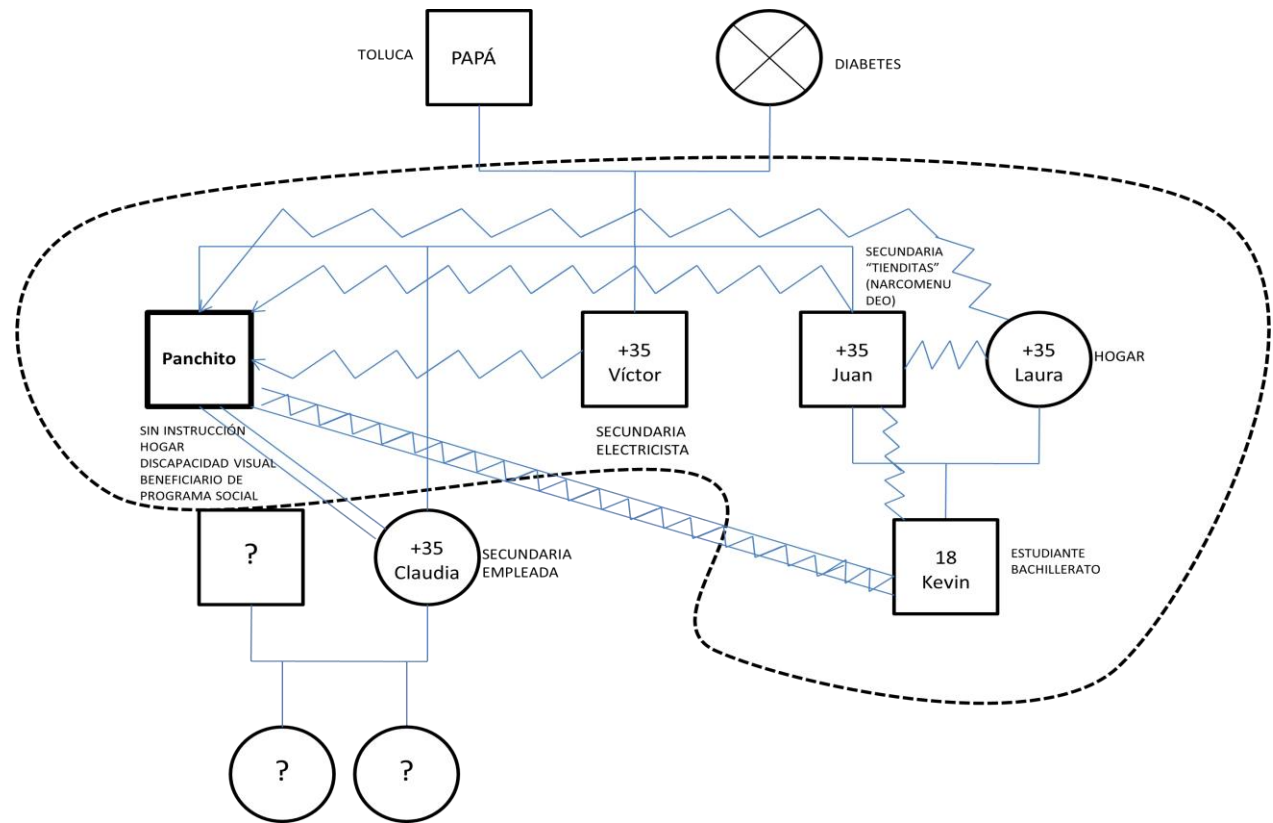 TOLUCA
PAPÁ
DIABETES
SECUNDARIA
“TIENDITAS”
(NARCOMENU
DEO)
Panchito
+35
Víctor
+35
Juan
+35
Laura
HOGAR
SIN INSTRUCCIÓN
HOGAR
DISCAPACIDAD VISUAL
BENEFICIARIO DE
PROGRAMA SOCIAL
SECUNDARIA
ELECTRICISTA
?
+35
Claudia
SECUNDARIA
EMPLEADA
18
Kevin
ESTUDIANTE
BACHILLERATO
?
?